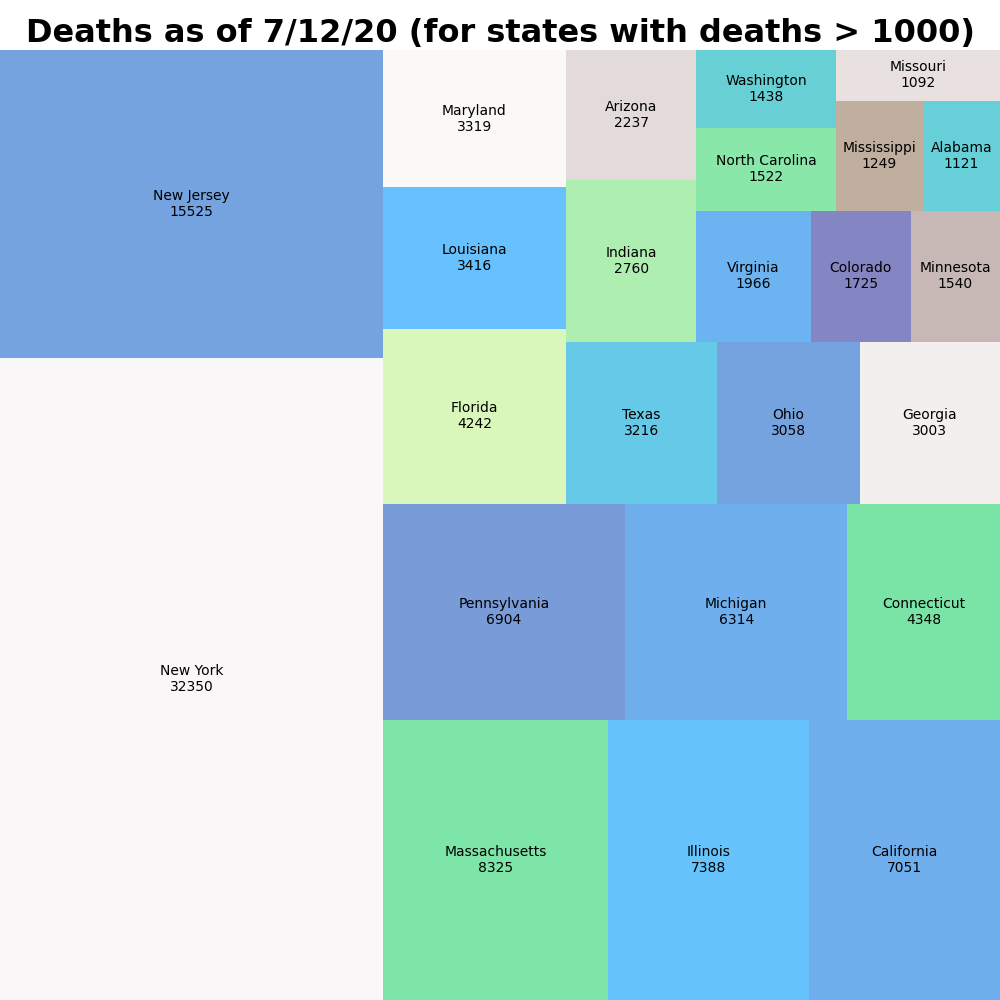 Deaths as of 7/12/20 (for states with deaths > 1000)
New Jersey
15525
New York
32350
Maryland
3319
Louisiana
3416
Florida
4242
Arizona
2237
Indiana
2760
Washington
1438
North Carolina
1522
Missouri
1092
Mississippi
1249
Alabama
1121
Virginia
1966
Colorado
1725
Minnesota
1540
Texas
3216
Ohio
3058
Georgia
3003
Pennsylvania
6904
Michigan
6314
Connecticut
4348
Massachusetts
8325
Illinois
7388
California
7051